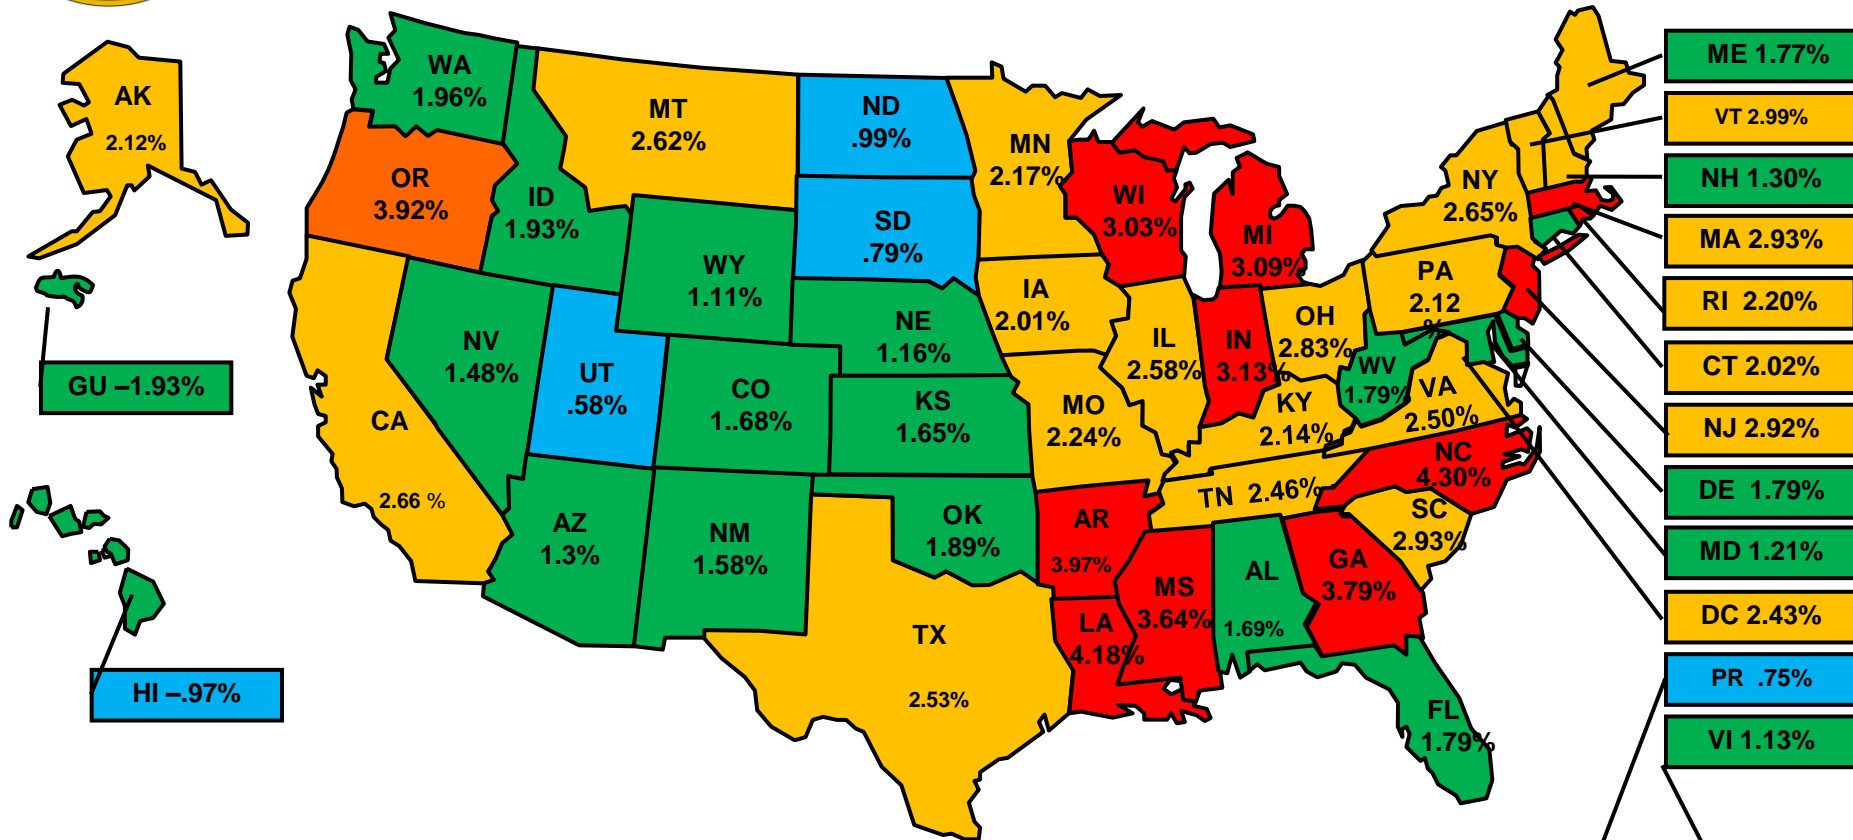 AK
2.12%
WA
1.96%
OR
3.92%
ID
1.93%
MT
2.62%
ND
.99%
SD
.79%
MN
2.17%
WI
3.03%
MI
3.09%
NY
2.65%
WY
1.11%
NE
1.16%
IA
2.01%
IL
2.58%
IN
3.13%
OH
2.83%
PA
2.12
%
WV
1.79%
VA
2.50%
NV
1.48%
UT
.58%
CO
1..68%
KS
1.65%
MO
2.24%
KY
2.14%
CA
2.66 %
AZ
1.3%
NM
1.58%
OK
1.89%
AR
3.97%
TN 2.46%
NC
4.30%
SC
2.93%
TX
2.53%
LA
4.18%
MS
3.64%
AL
1.69%
GA
3.79%
FL
1.79%
GU –1.93%
HI –.97%
ME 1.77%
VT 2.99%
NH 1.30%
MA 2.93%
RI 2.20%
CT 2.02%
NJ 2.92%
DE 1.79%
MD 1.21%
DC 2.43%
PR .75%
VI 1.13%